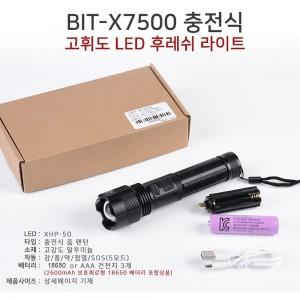 BIT-X7500 충전식
고휘도 LED 후레쉬 라이트
LED : XHP-50
타입 : 충전식 줌 랜턴
소재 : 고강도 알루미늄
작동 : 강/중/약/점멸/SOS(5모드)
배터리 : 18650 or AAA 건전지 3개
(2600mAh 보호회로형 18650 배터리 포함상품)
제품사이즈 : 상세페이지 기재